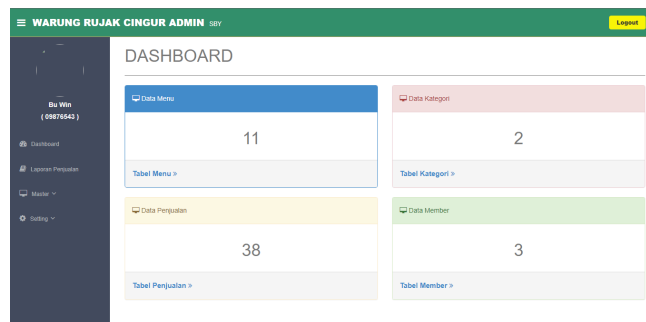 WARUNG RUJAK CINGUR ADMIN SBY
Logout
Bu Win
( 09876543 )
Dashboard
Laporan Penjualan
Master
Setting
DASHBOARD
Data Menu
11
Tabel Menu »
Data Kategori
2
Tabel Kategori »
Data Penjualan
38
Tabel Penjualan »
Data Member
3
Tabel Member »